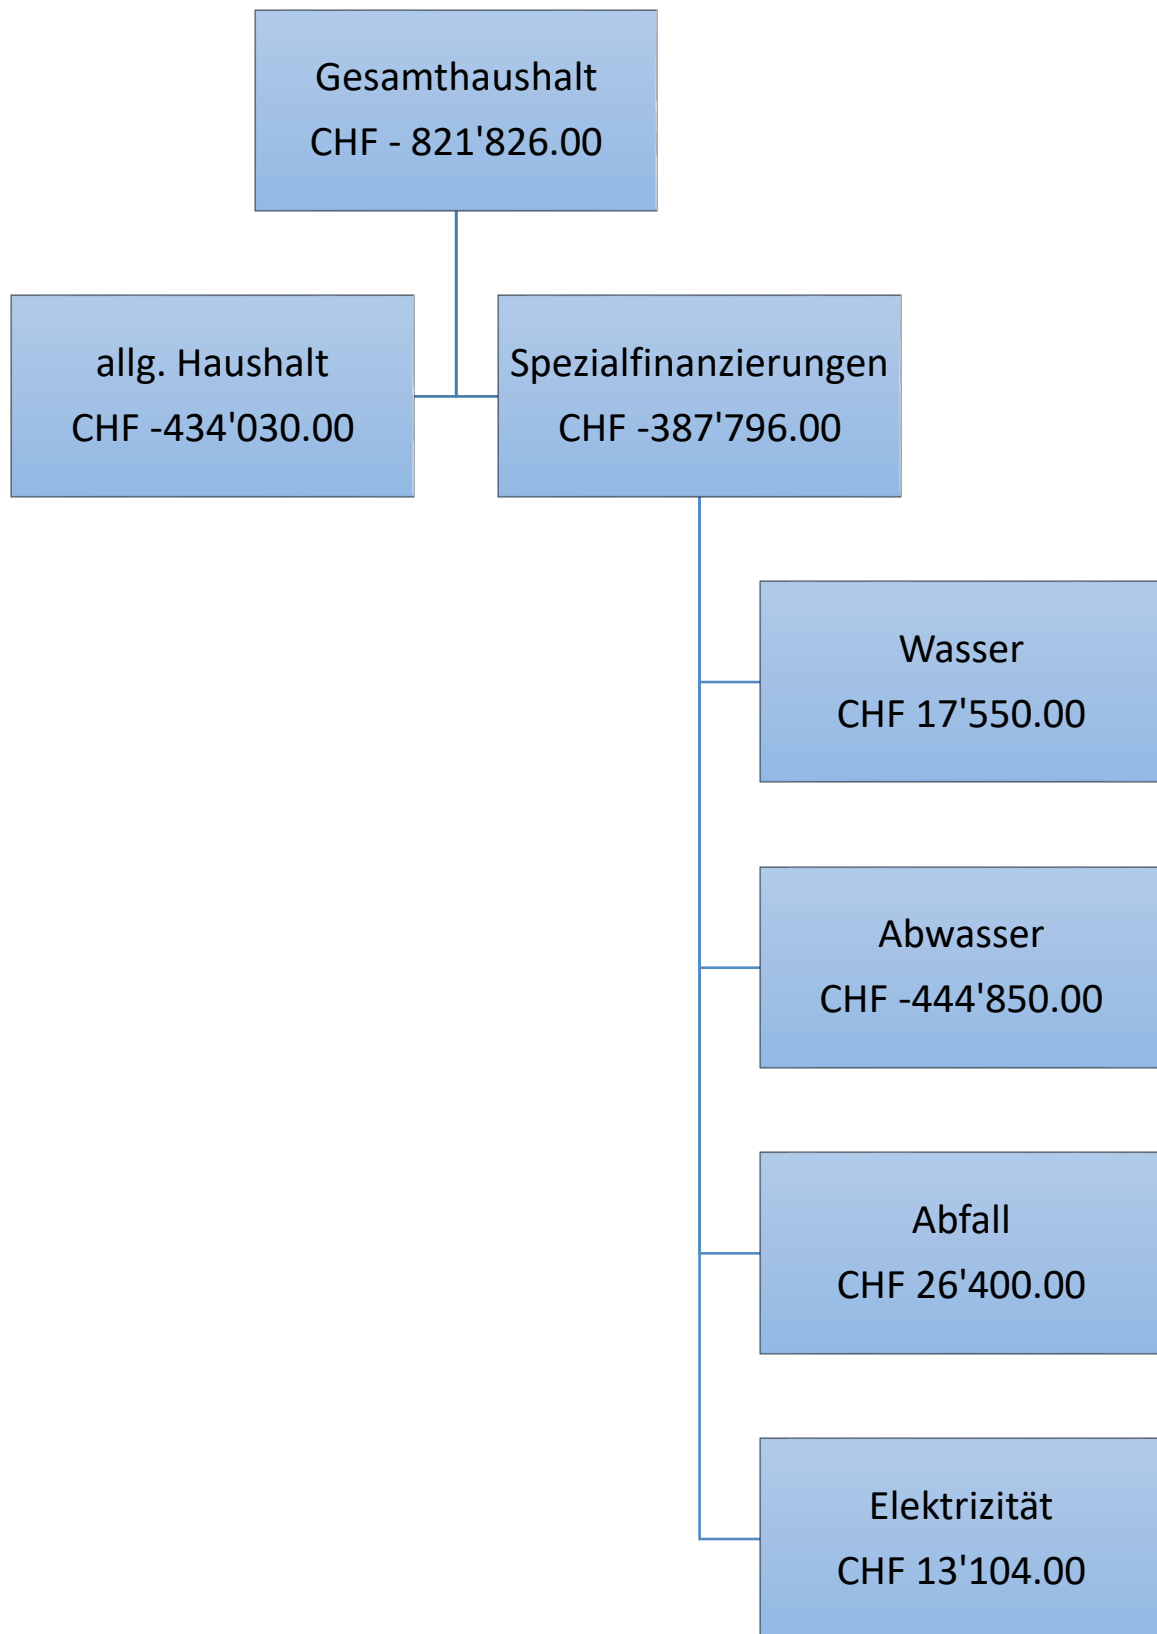 Gesamthaushalt
CHF - 821'826.00
allg. Haushalt
CHF -434'030.00
Spezialfinanzierungen
CHF -387'796.00
Wasser
CHF 17'550.00
Abwasser
CHF -444'850.00
Abfall
CHF 26'400.00
Elektrizität
CHF 13'104.00